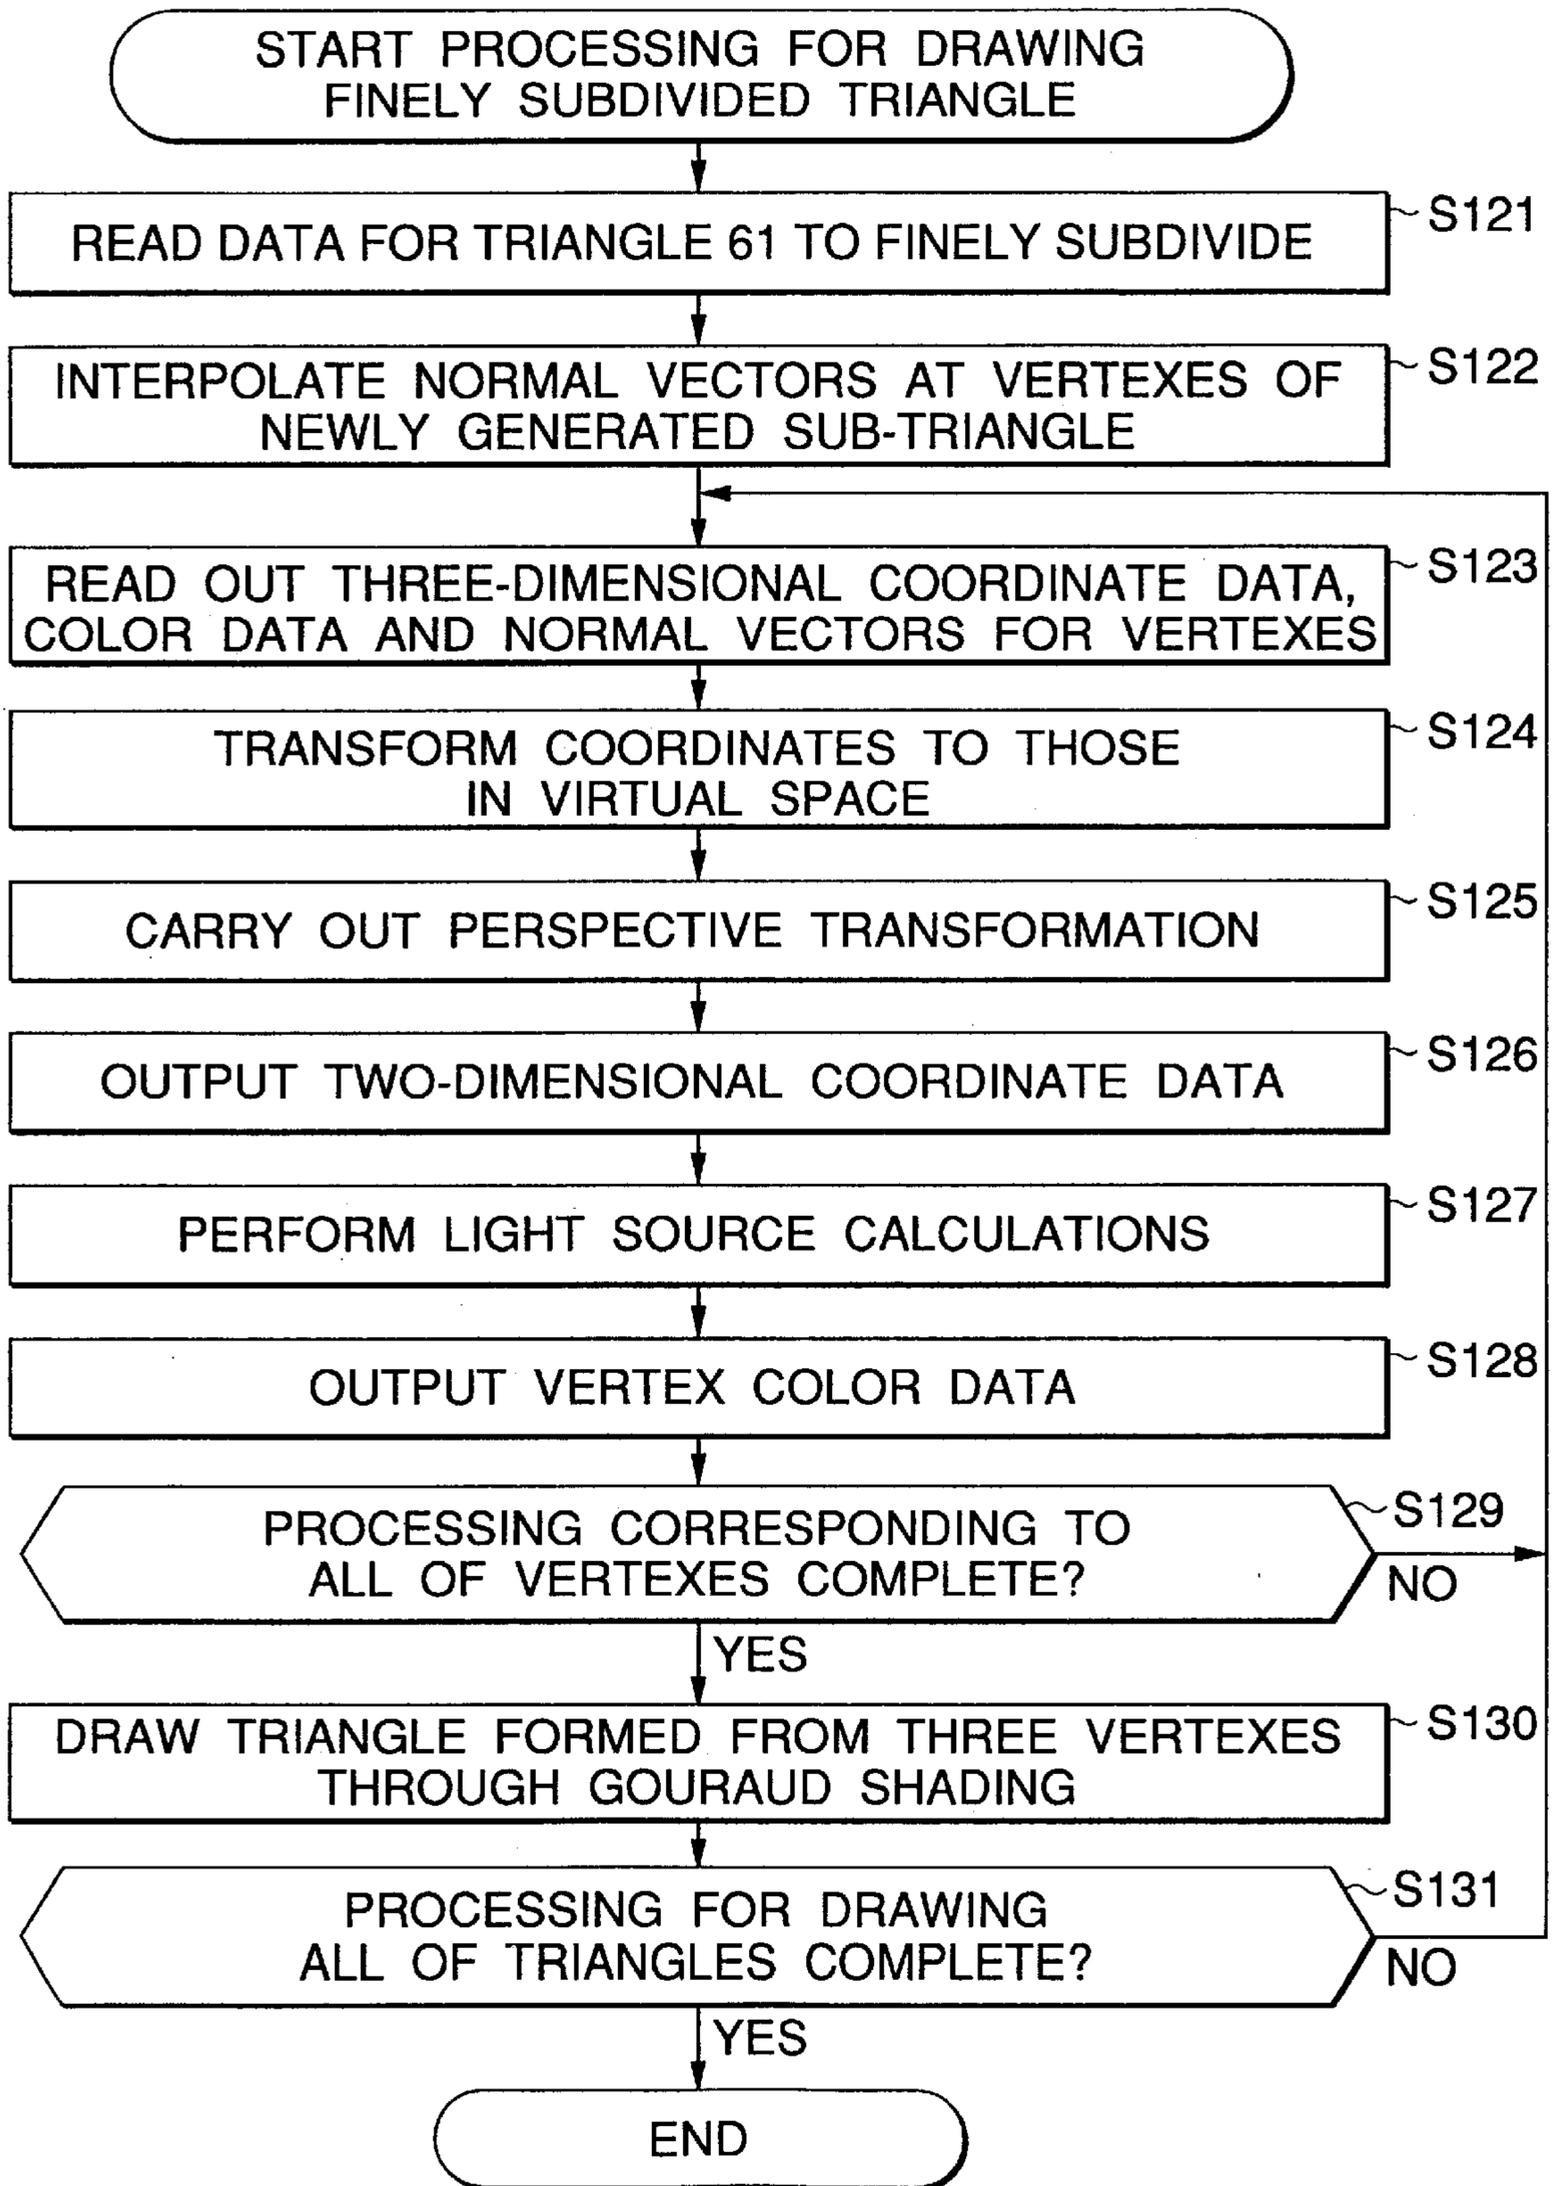 START PROCESSING FOR DRAWING
FINELY SUBDIVIDED TRIANGLE
READ DATA FOR TRIANGLE 61 TO FINELY SUBDIVIDE
S121
INTERPOLATE NORMAL VECTORS AT VERTEXES OF
NEWLY GENERATED SUB-TRIANGLE
S122
READ OUT THREE-DIMENSIONAL COORDINATE DATA,
COLOR DATA AND NORMAL VECTORS FOR VERTEXES
S123
TRANSFORM COORDINATES TO THOSE
IN VIRTUAL SPACE
S124
CARRY OUT PERSPECTIVE TRANSFORMATION
S125
OUTPUT TWO-DIMENSIONAL COORDINATE DATA
S126
PERFORM LIGHT SOURCE CALCULATIONS
S127
OUTPUT VERTEX COLOR DATA
S128
PROCESSING CORRESPONDING TO
ALL OF VERTEXES COMPLETE?
S129
NO
YES
DRAW TRIANGLE FORMED FROM THREE VERTEXES
THROUGH GOURAUD SHADING
S130
PROCESSING FOR DRAWING
ALL OF TRIANGLES COMPLETE?
S131
NO
YES
END